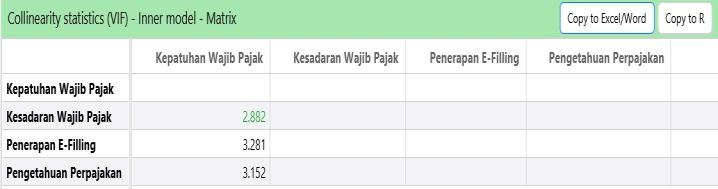 Collinearity statistics (VIF) - Inner model - Matrix Copy to Excel/Word Copy to R
Kepatuhan Wajib Pajak Kesadaran Wajib Pajak Penerapan E-Filling Pengetahuan Perpajakan
Kepatuhan Wajib Pajak
Kesadaran Wajib Pajak 2.882
Penerapan E-Filling 3.281
Pengetahuan Perpajakan 3.152